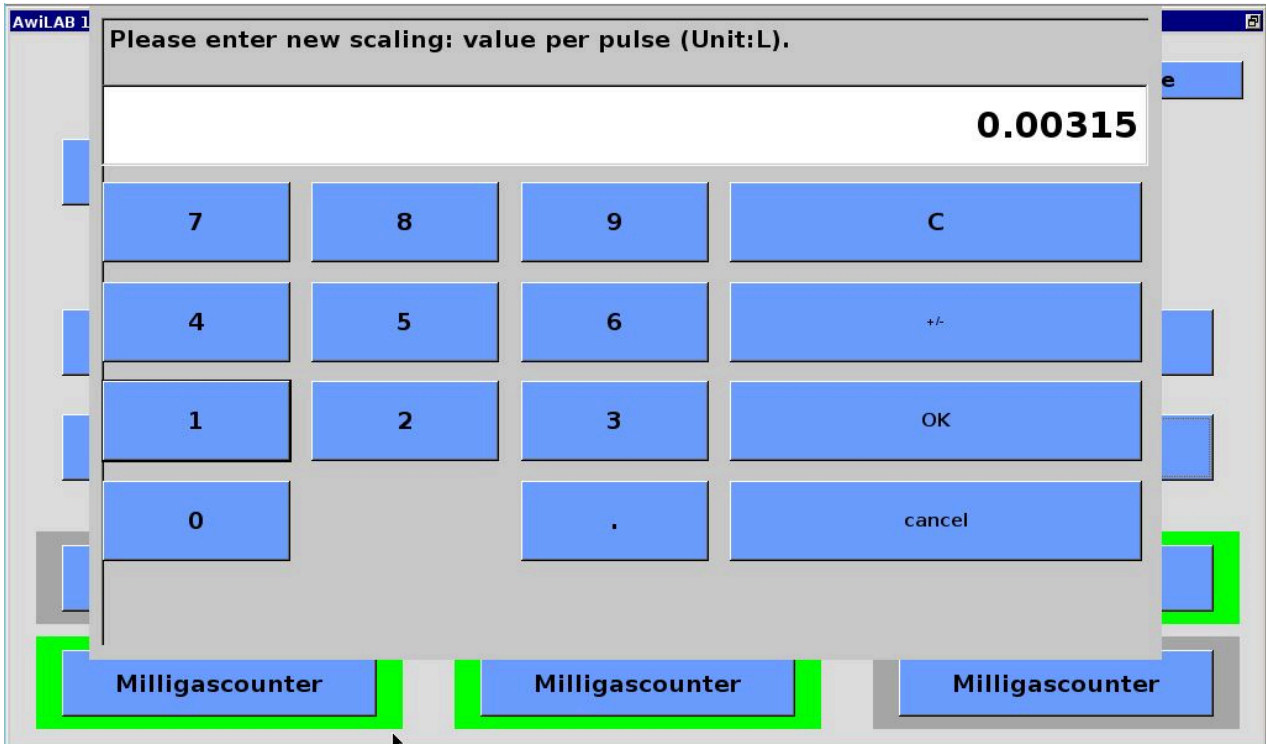 AwiLAB 1
Please enter new scaling: value per pulse (Unit:L).
e
0.00315
7 8 9 C
4 5 6 +/-
1 2 3 OK
0 . cancel
Milligascounter Milligascounter Milligascounter